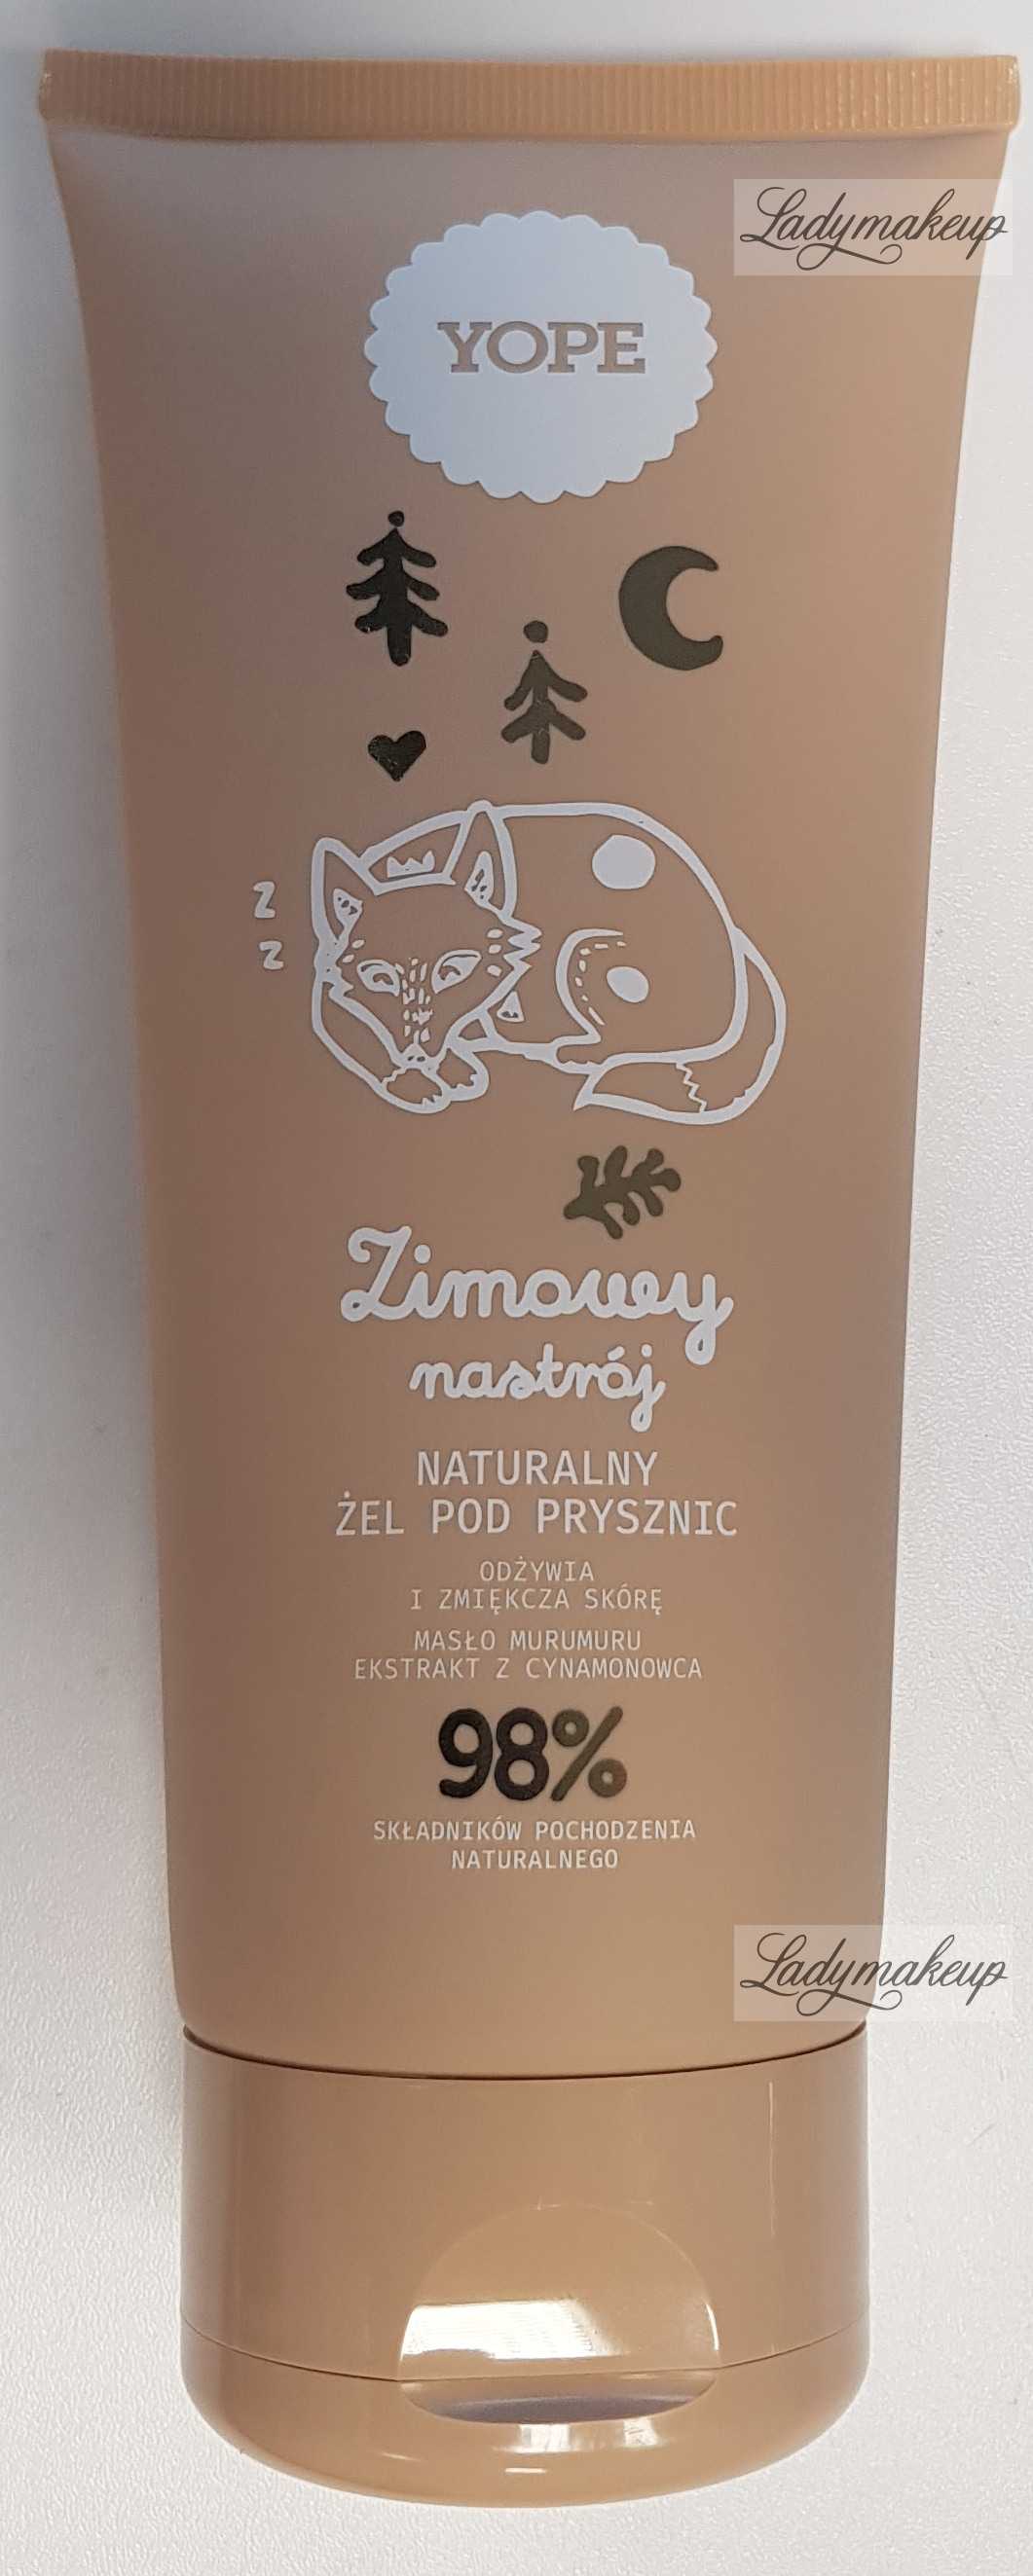 Ladymakeup
YOPE
z
z
Zimowy
nastrój
NATURALNY
ŻEL POD PRYSZNIC
ODŻYWIA
I ZMIĘKCZA SKÓRĘ
MASŁO MURUMURU
EKSTRAKT Z CYNAMONOWCA
98%
SKŁADNIKÓW POCHODZENIA
NATURALNEGO
Ladymakeup